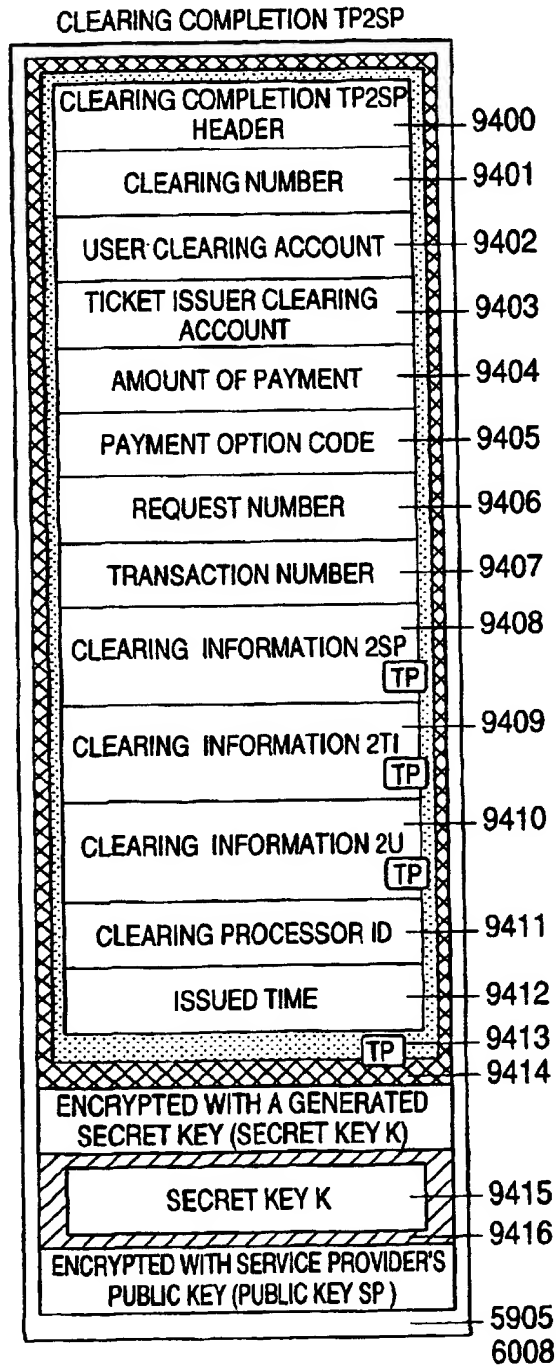 CLEARING COMPLETION TP2SP
CLEARING COMPLETION TP2SP
HEADER
9400
CLEARING NUMBER
9401
USER CLEARING ACCOUNT
9402
TICKET ISSUER CLEARING
ACCOUNT
9403
AMOUNT OF PAYMENT
9404
PAYMENT OPTION CODE
9405
REQUEST NUMBER
9406
TRANSACTION NUMBER
9407
9408
CLEARING INFORMATION 2SP
TP
9409
CLEARING INFORMATION 2TI
TP
9410
CLEARING INFORMATION 2U
TP
CLEARING PROCESSOR ID
9411
ISSUED TIME
9412
TP
9413
9414
ENCRYPTED WITH A GENERATED
SECRET KEY (SECRET KEY K)
SECRET KEY K
9415
9416
ENCRYPTED WITH SERVICE PROVIDER'S
PUBLIC KEY (PUBLIC KEY SP)
5905
6008